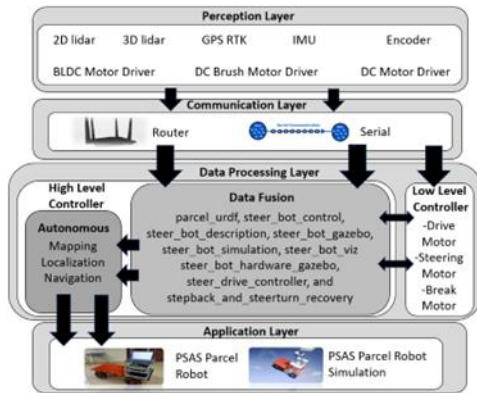 Perception Layer
2D lidar 3D lidar GPS RTK IMU Encoder
BLDC Motor Driver DC Brush Motor Driver DC Motor Driver
Communication Layer
Router Serial
Data Processing Layer
High Level
Controller
Autonomous
Mapping
Localization
Navigation
Data Fusion
parcel_urdf, steer_bot_control,
steer_bot_description, steer_bot_gazebo,
steer_bot_simulation, steer_bot_viz
steer_bot_hardware_gazebo,
steer_drive_controller, and
stepback_and_steerturn_recovery
Low Level
Controller
-Drive
Motor
-Steering
Motor
-Break
Motor
Application Layer
PSAS Parcel
Robot
PSAS Parcel Robot
Simulation